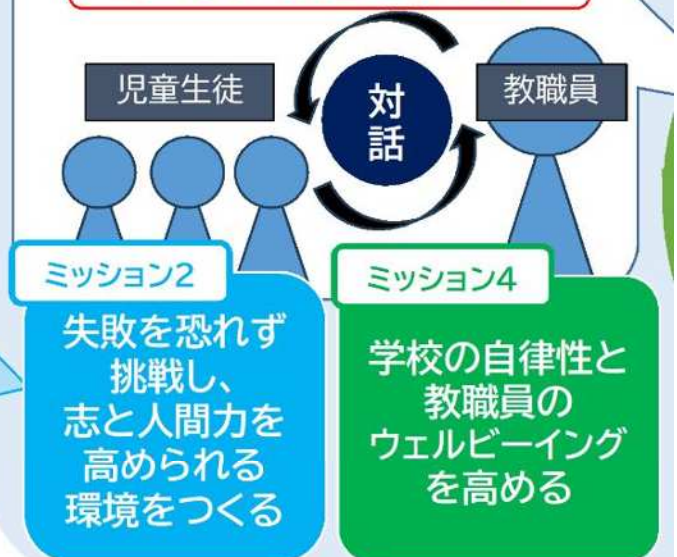 児童生徒
対話
教職員
ミッション2
失敗を恐れず
挑戦し、
志と人間力を
高められる
環境をつくる
ミッション4
学校の自律性と
教職員の
ウェルビーイング
を高める